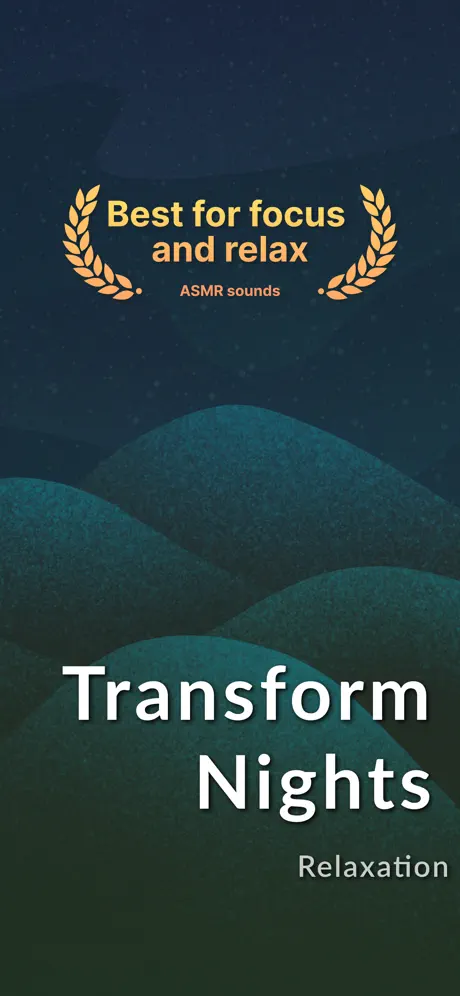 Best for focus
and relax
ASMR sounds
Transform
Nights
Relaxation